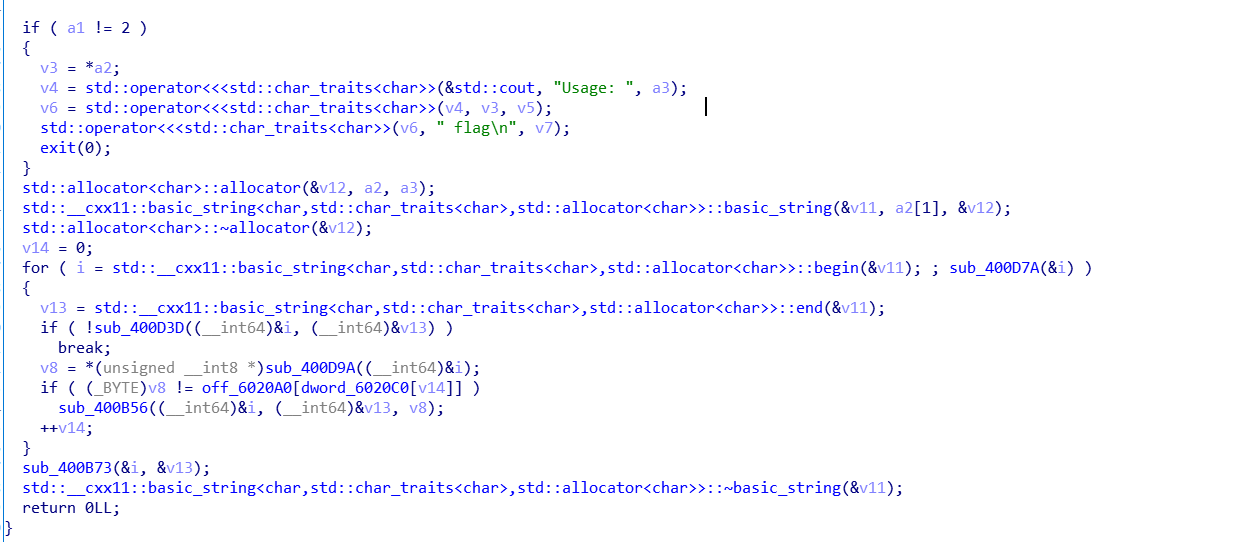 if ( a1 != 2 )
{
v3 = *a2;
v4 = std::operator<<<std::char_traits<char>>(&std::cout, "Usage: ", a3);
v6 = std::operator<<<std::char_traits<char>>(v4, v3, v5);
std::operator<<<std::char_traits<char>>(v6, " flag\n", v7);
exit(0);
}
std::allocator<char>::allocator(&v12, a2, a3);
std::__cxx11::basic_string<char,std::char_traits<char>,std::allocator<char>>::basic_string(&v11, a2[1], &v12);
std::allocator<char>::~allocator(&v12);
v14 = 0;
for ( i = std::__cxx11::basic_string<char,std::char_traits<char>,std::allocator<char>>::begin(&v11); ; sub_400D7A(&i) )
{
v13 = std::__cxx11::basic_string<char,std::char_traits<char>,std::allocator<char>>::end(&v11);
if ( !sub_400D3D((__int64)&i, (__int64)&v13) )
break;
v8 = *(unsigned __int8 *)sub_400D9A((__int64)&i);
if ( (_BYTE)v8 != off_6020A0[dword_6020C0[v14]] )
sub_400B56((__int64)&i, (__int64)&v13, v8);
++v14;
}
sub_400B73(&i, &v13);
std::__cxx11::basic_string<char,std::char_traits<char>,std::allocator<char>>::~basic_string(&v11);
return 0LL;
}